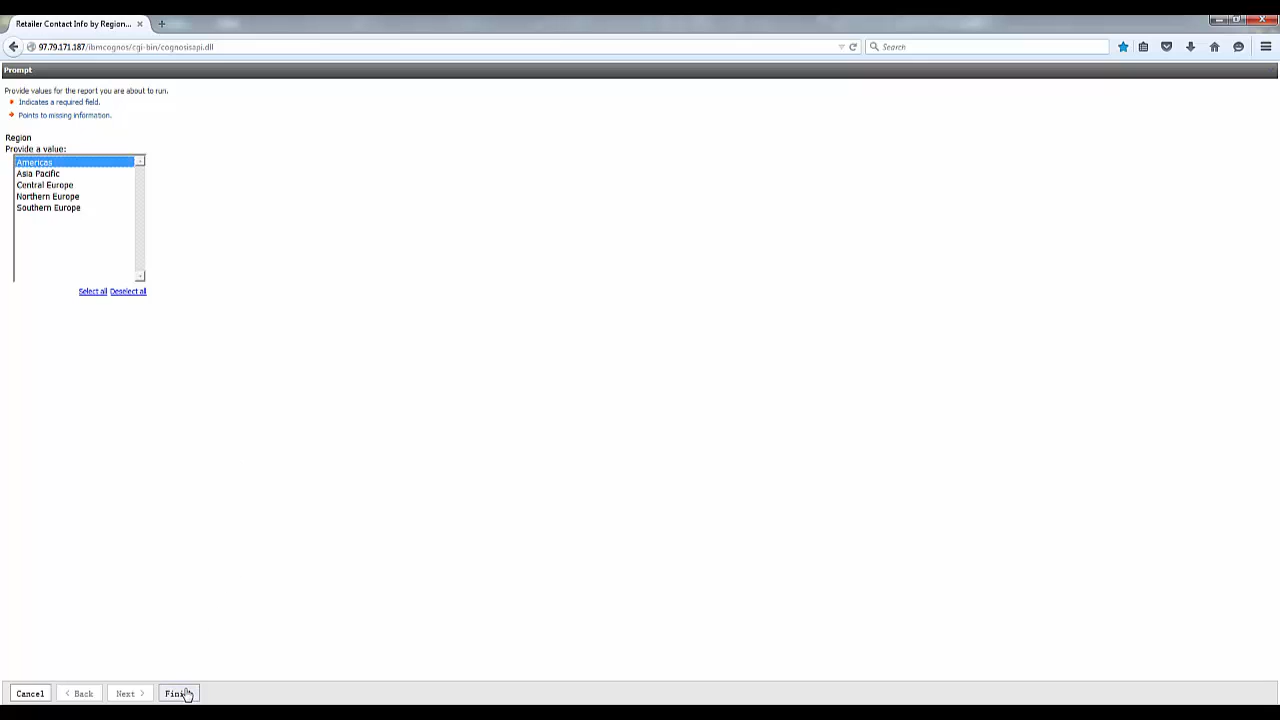 Retailer Contact Info by Region...
97.79.171.187/ibmcognos/cgi-bin/cognosisapi.dll
Search
Prompt
Provide values for the report you are about to run.
Indicates a required field.
Points to missing information.
Region
Provide a value:
Americas
Asia Pacific
Central Europe
Northern Europe
Southern Europe
Select all Deselect all
Cancel < Back Next >